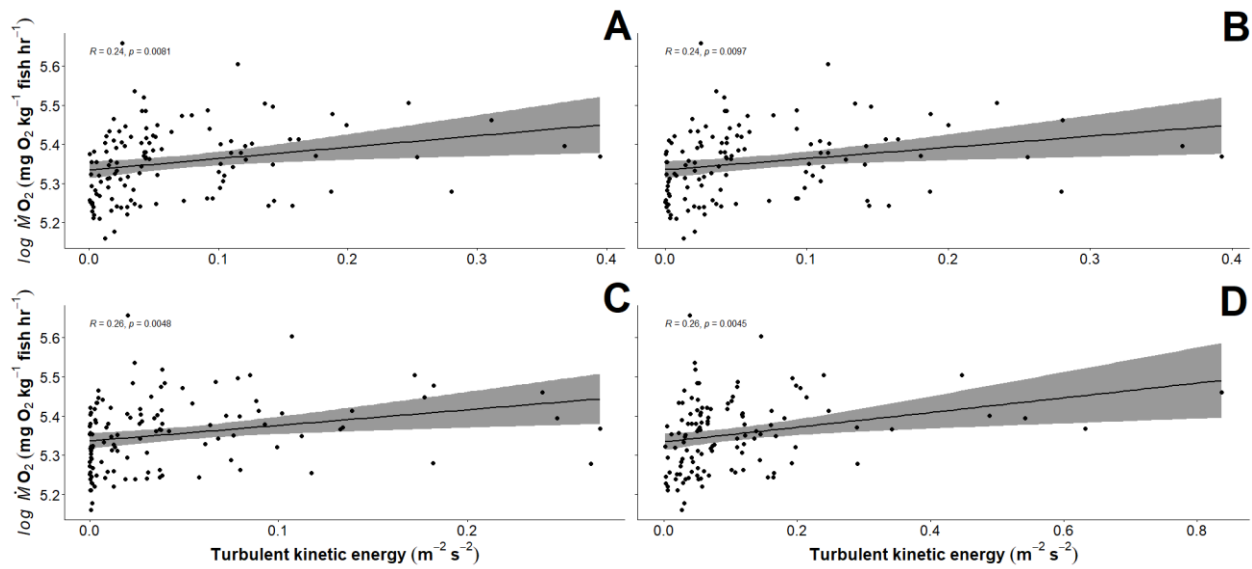 A
R = 0.24, p = 0.0081
5.6
5.5
5.4
5.3
5.2
0.0 0.1 0.2 0.3 0.4
log Ṁ O₂ (mg O₂ kg⁻¹ fish hr⁻¹)
B
R = 0.24, p = 0.0097
0.0 0.1 0.2 0.3 0.4
C
R = 0.26, p = 0.0048
5.6
5.5
5.4
5.3
5.2
0.0 0.1 0.2
log Ṁ O₂ (mg O₂ kg⁻¹ fish hr⁻¹)
Turbulent kinetic energy (m⁻² s⁻²)
D
R = 0.26, p = 0.0045
0.0 0.2 0.4 0.6 0.8
Turbulent kinetic energy (m⁻² s⁻²)